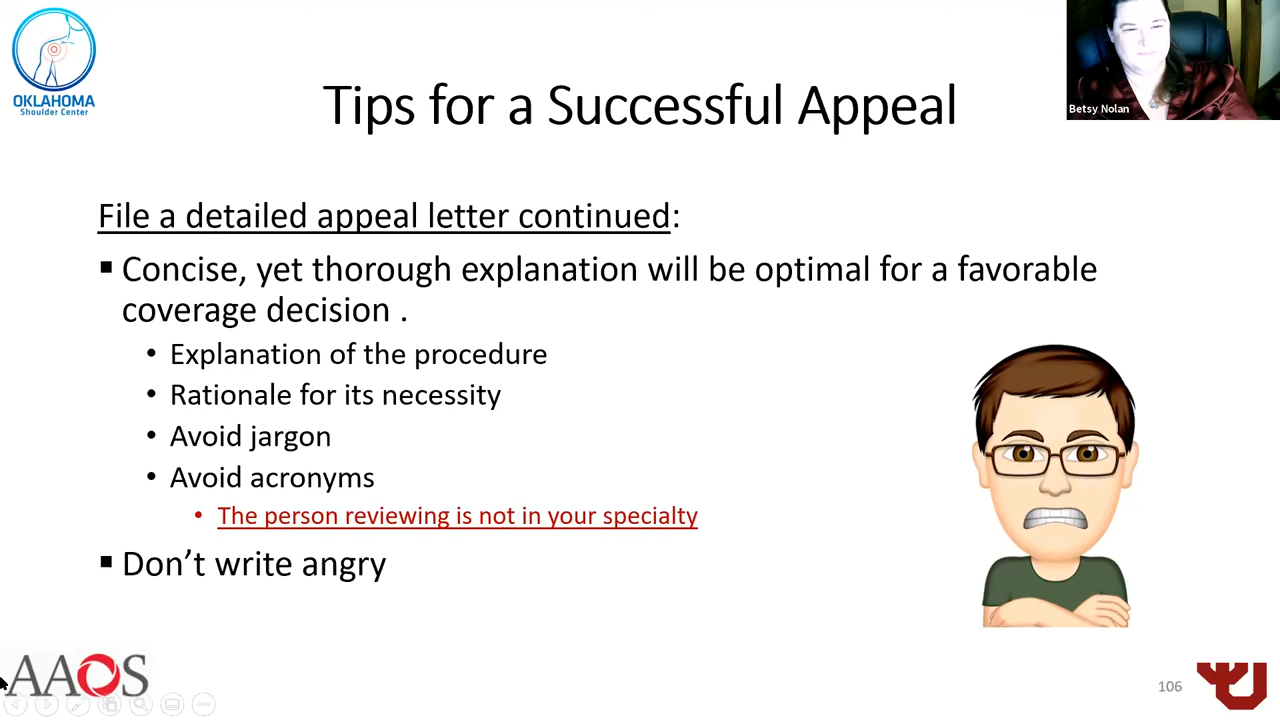 OKLAHOMA
Shoulder Center
Tips for a Successful Appeal
Betsy Nolan
File a detailed appeal letter continued:
▪ Concise, yet thorough explanation will be optimal for a favorable
coverage decision .
• Explanation of the procedure
• Rationale for its necessity
• Avoid jargon
• Avoid acronyms
• The person reviewing is not in your specialty
▪ Don’t write angry
AAOS
106